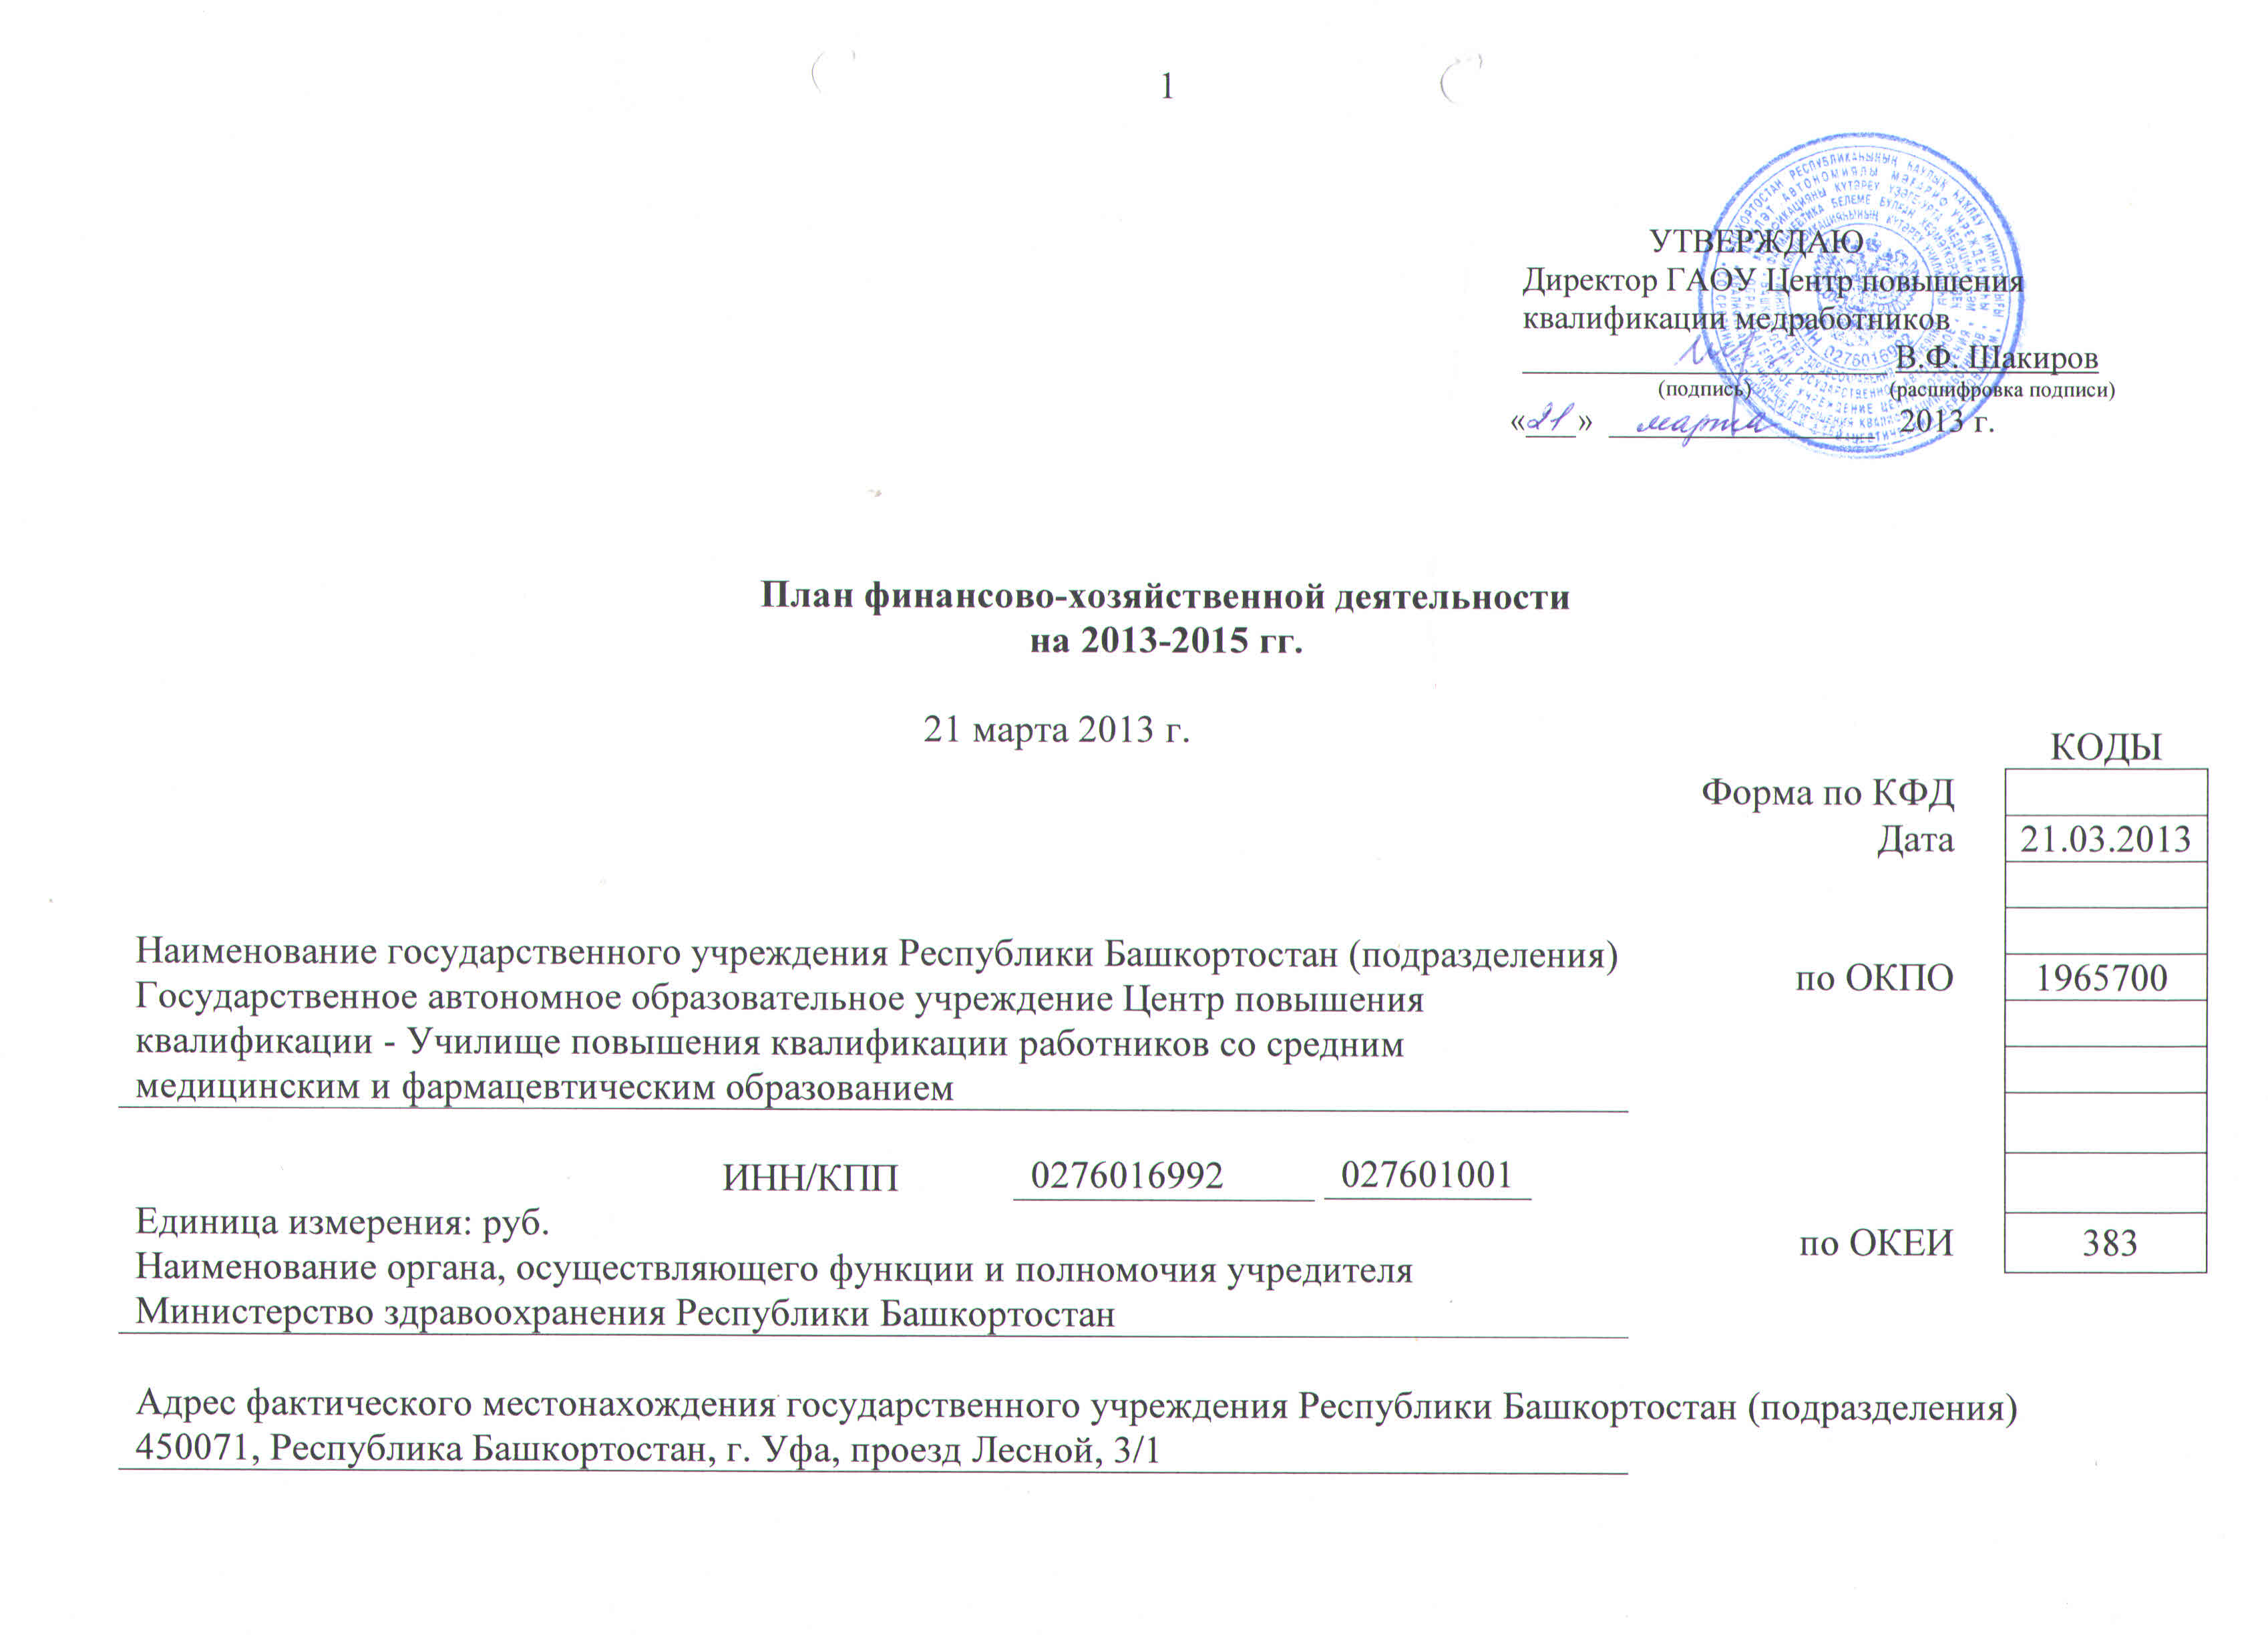 1
УТВЕРЖДАЮ
Директор ГАОУ Центр повышения
квалификации медработников
В.Ф. Шакиров
(подпись) (расшифровка подписи)
«21» марта 2013 г.
ИНН 0276016992
План финансово-хозяйственной деятельности
на 2013-2015 гг.
21 марта 2013 г.
КОДЫ
Форма по КФД
Дата 21.03.2013
Наименование государственного учреждения Республики Башкортостан (подразделения)
по ОКПО 1965700
Государственное автономное образовательное учреждение Центр повышения
квалификации - Училище повышения квалификации работников со средним
медицинским и фармацевтическим образованием
ИНН/КПП 0276016992 027601001
Единица измерения: руб.
по ОКЕИ 383
Наименование органа, осуществляющего функции и полномочия учредителя
Министерство здравоохранения Республики Башкортостан
Адрес фактического местонахождения государственного учреждения Республики Башкортостан (подразделения)
450071, Республика Башкортостан, г. Уфа, проезд Лесной, 3/1